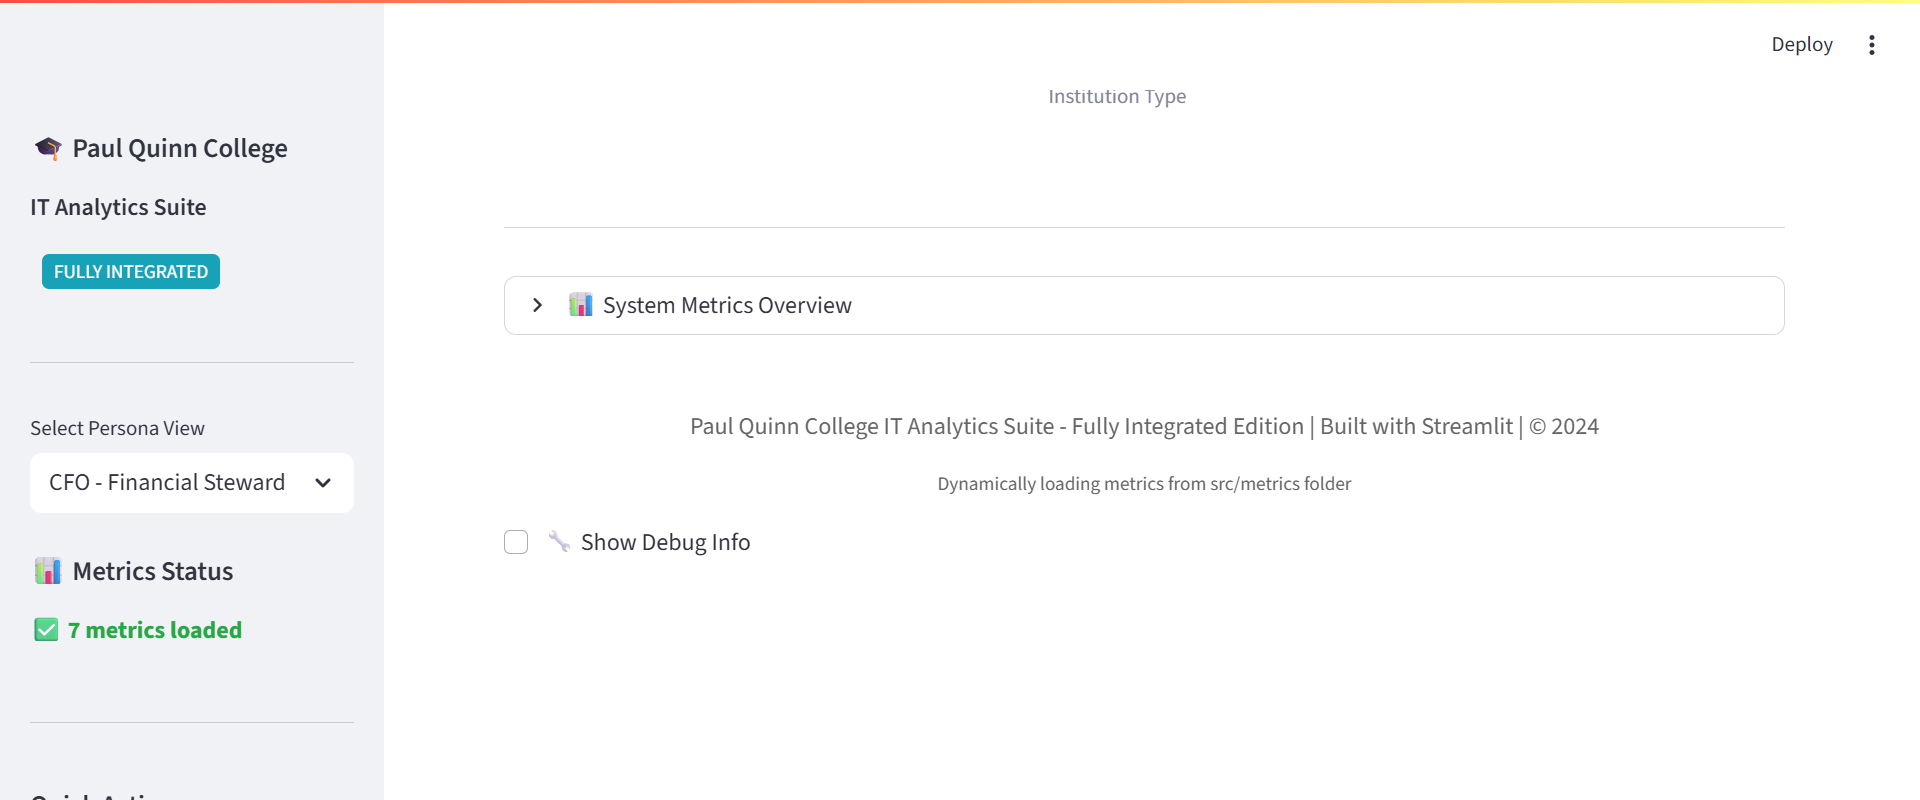 Paul Quinn College
IT Analytics Suite
FULLY INTEGRATED
Select Persona View
CFO - Financial Steward
Metrics Status
7 metrics loaded
Deploy
Institution Type
System Metrics Overview
Paul Quinn College IT Analytics Suite - Fully Integrated Edition | Built with Streamlit | © 2024
Dynamically loading metrics from src/metrics folder
Show Debug Info